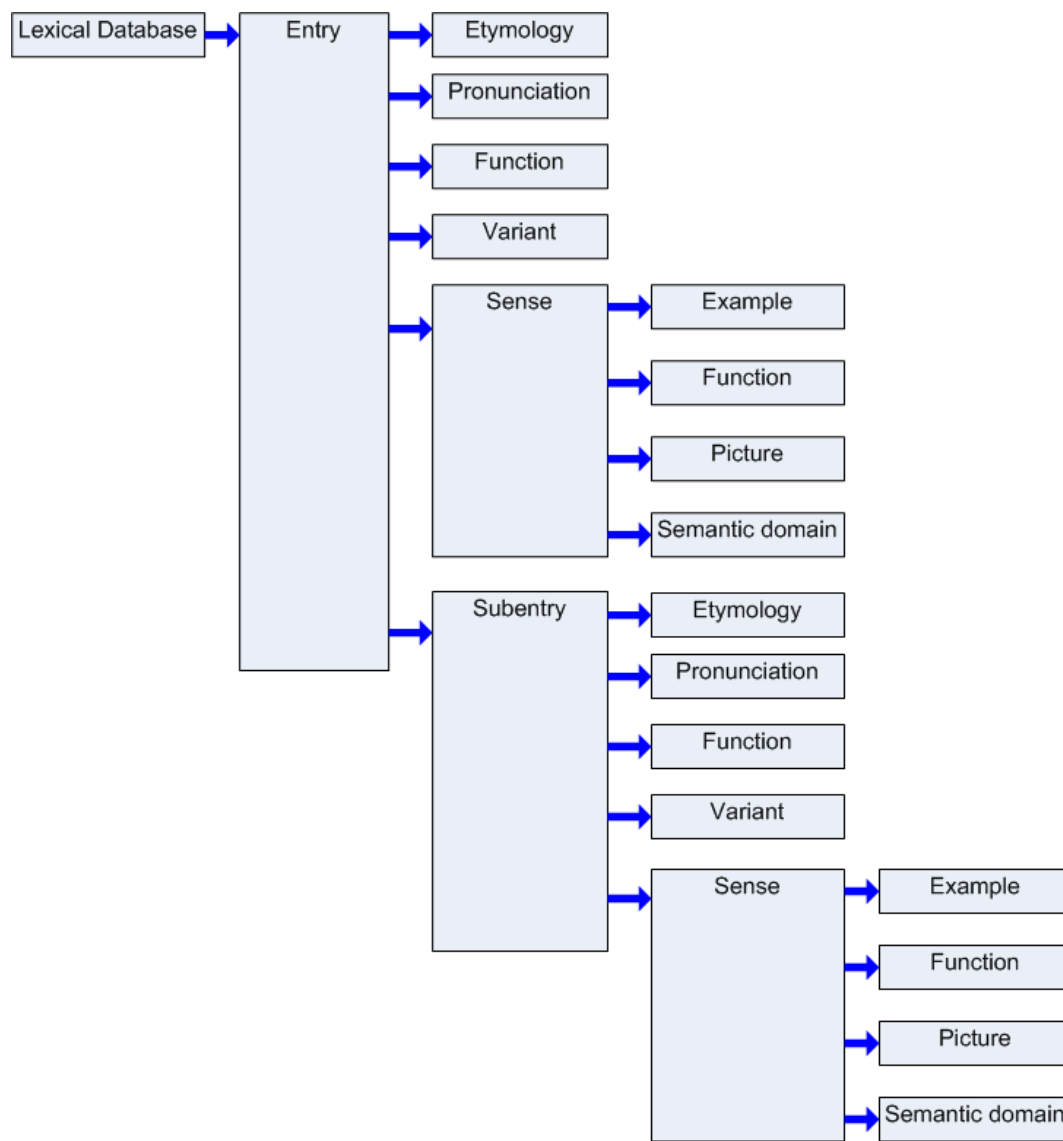 Lexical Database
Entry
Etymology
Pronunciation
Function
Variant
Sense
Example
Function
Picture
Semantic domain
Subentry
Etymology
Pronunciation
Function
Variant
Sense
Example
Function
Picture
Semantic domain